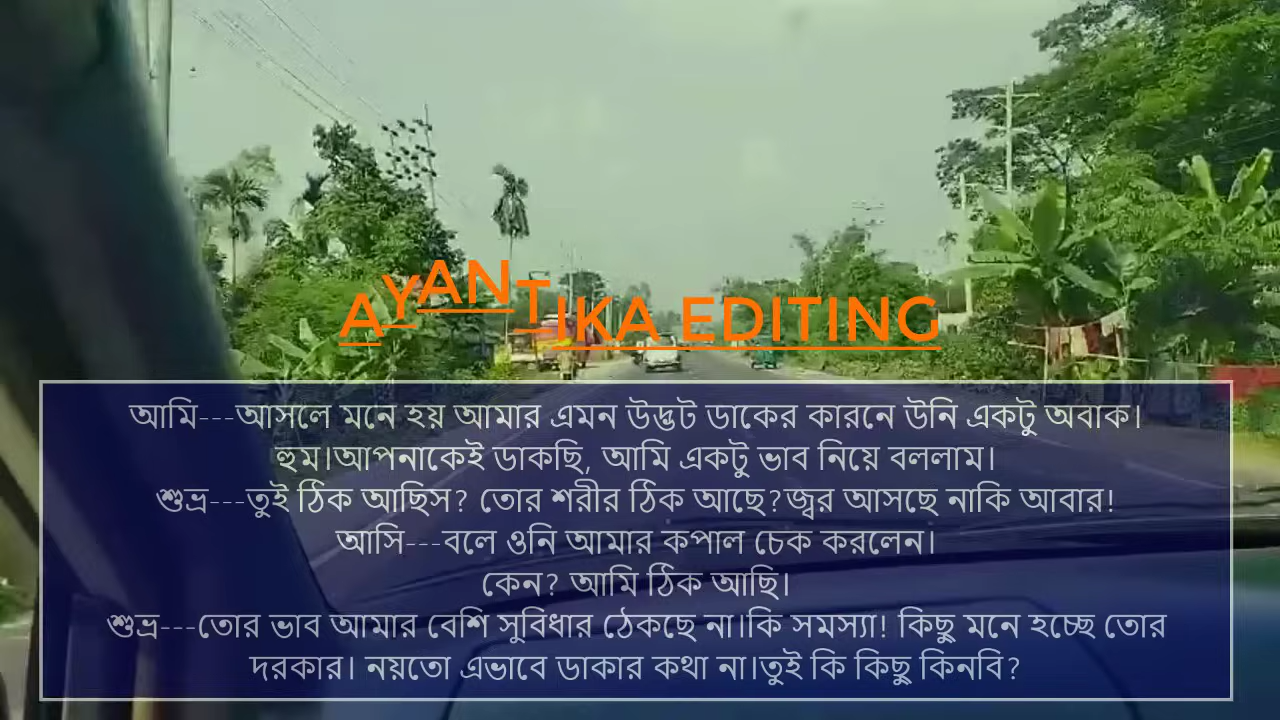 AYANTIKA EDITING
আমি---আসলে মনে হয় আমার এমন উদ্ভট ডাকের কারনে উনি একটু অবাক।
হুম।আপনাকেই ডাকছি, আমি একটু ভাব নিয়ে বললাম।
শুভ্র---তুই ঠিক আছিস? তোর শরীর ঠিক আছে?জ্বর আসছে নাকি আবার!
আসি---বলে ওনি আমার কপাল চেক করলেন।
কেন? আমি ঠিক আছি।
শুভ্র---তোর ভাব আমার বেশি সুবিধার ঠেকছে না।কি সমস্যা! কিছু মনে হচ্ছে তোর
দরকার। নয়তো এভাবে ডাকার কথা না।তুই কি কিছু কিনবি?